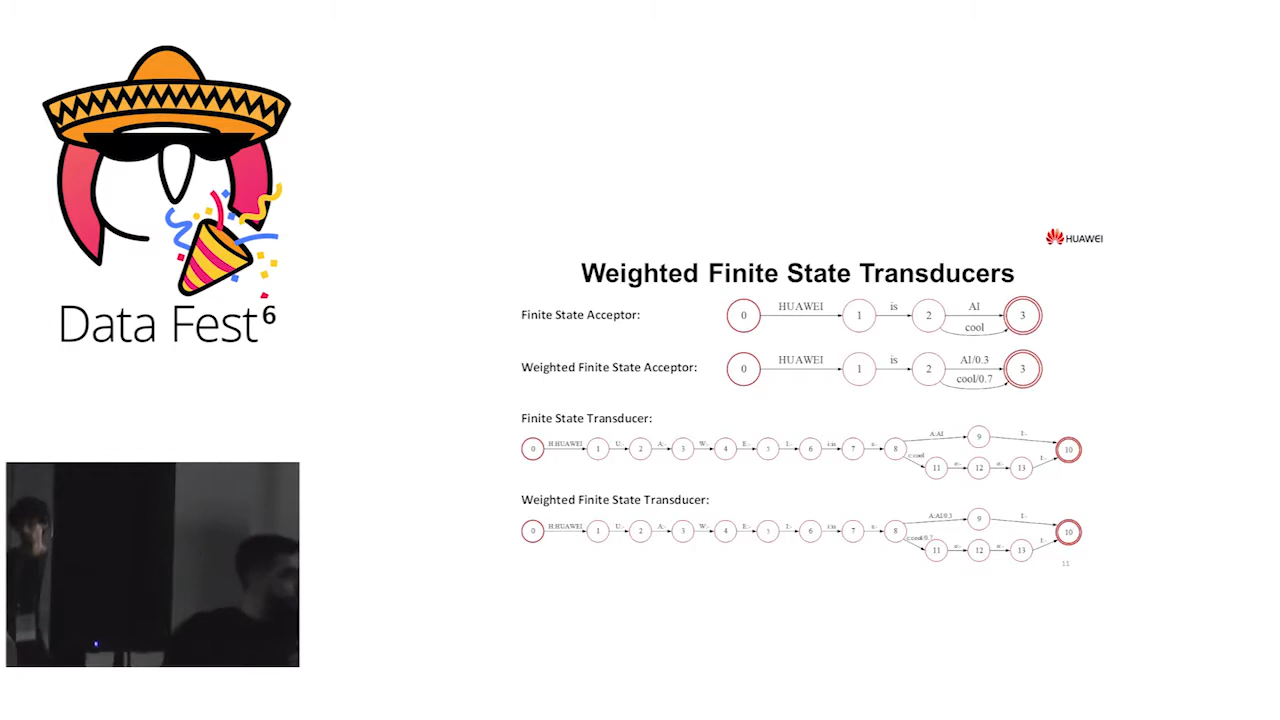 Data Fest⁶
HUAWEI
Weighted Finite State Transducers
Finite State Acceptor:
0 HUAWEI 1 is 2 AI 3
cool
Weighted Finite State Acceptor:
0 HUAWEI 1 is 2 AI/0.3 3
cool/0.7
Finite State Transducer:
A:AI 9 I:-
0 H:HUAWEI 1 U:- 2 A:- 3 W:- 4 E:- 5 I:- 6 i:is 7 s:- 8 10
c:cool 11 o:- 12 o:- 13 l:-
Weighted Finite State Transducer:
A:AI/0.3 9 I:-
0 H:HUAWEI 1 U:- 2 A:- 3 W:- 4 E:- 5 I:- 6 i:is 7 s:- 8 10
c:cool/0.7 11 o:- 12 o:- 13 l:-
11